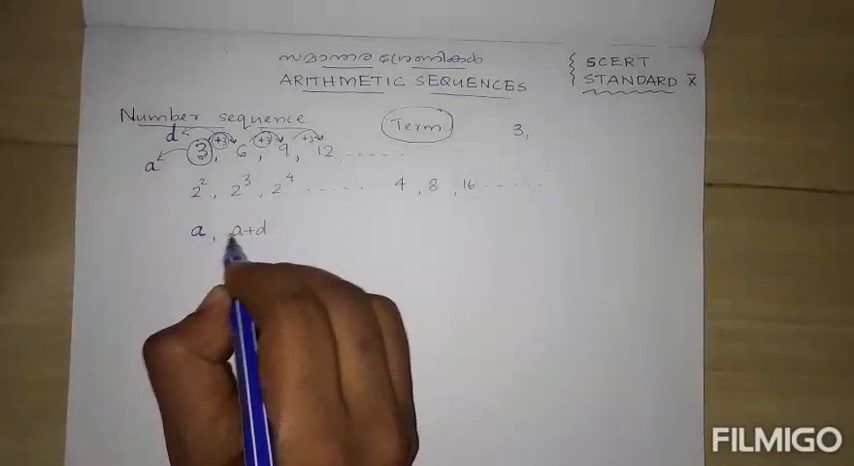 സമാന്തര ശ്രേണികൾ
ARITHMETIC SEQUENCES
SCERT
STANDARD X
Number sequence
Term
3,
d +3 +3 +3
3, 6, 9, 12 ......
a
2², 2³, 2⁴ ...... 4, 8, 16 ......
a, a+d
FILMIGO